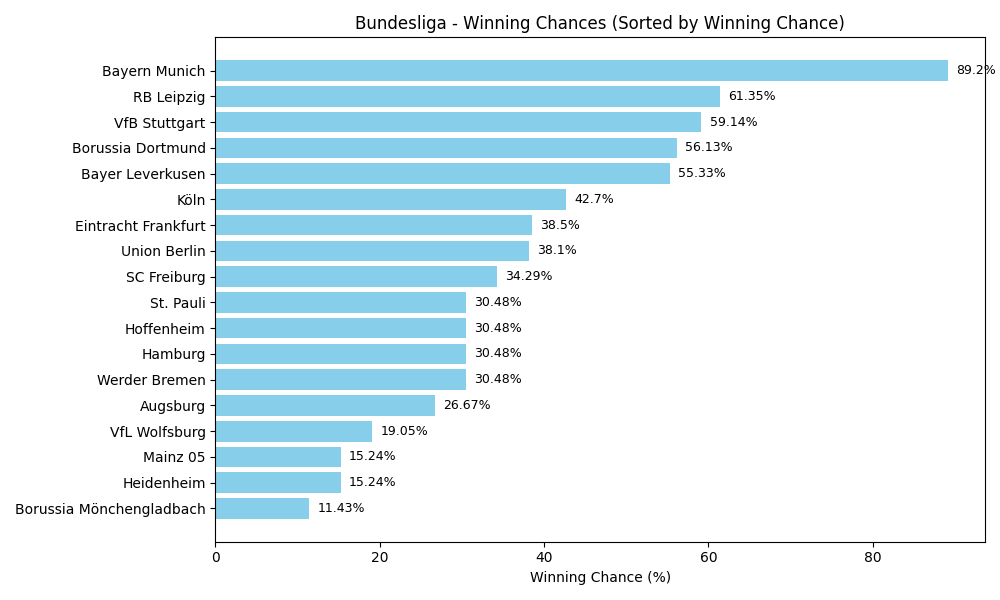 Bundesliga - Winning Chances (Sorted by Winning Chance)
Bayern Munich 89.2%
RB Leipzig 61.35%
VfB Stuttgart 59.14%
Borussia Dortmund 56.13%
Bayer Leverkusen 55.33%
Köln 42.7%
Eintracht Frankfurt 38.5%
Union Berlin 38.1%
SC Freiburg 34.29%
St. Pauli 30.48%
Hoffenheim 30.48%
Hamburg 30.48%
Werder Bremen 30.48%
Augsburg 26.67%
VfL Wolfsburg 19.05%
Mainz 05 15.24%
Heidenheim 15.24%
Borussia Mönchengladbach 11.43%
0 20 40 60 80
Winning Chance (%)